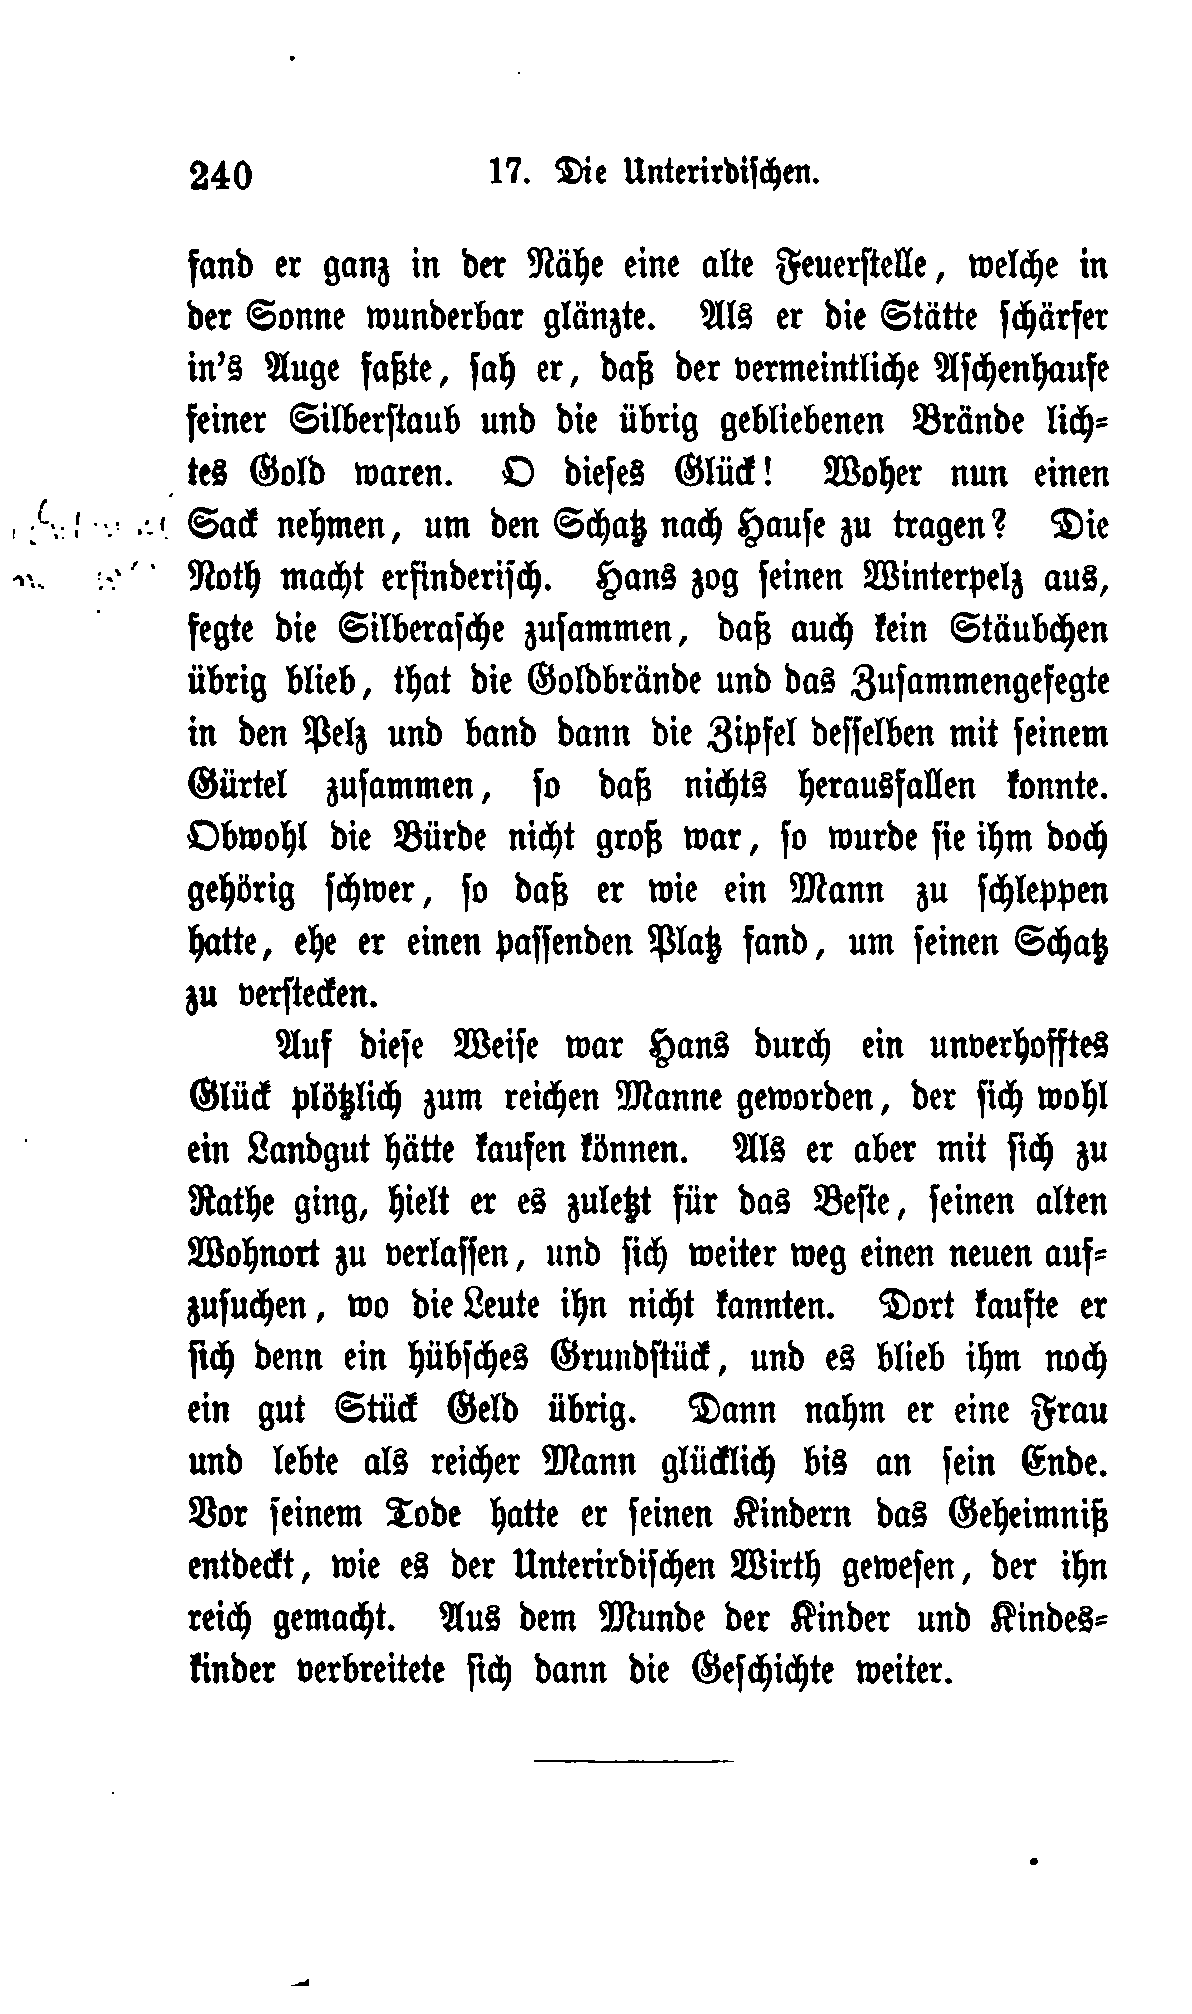 240 17. Die Unterirdischen.
fand er ganz in der Nähe eine alte Feuerstelle, welche in
der Sonne wunderbar glänzte. Als er die Stätte schärfer
in's Auge faßte, sah er, daß der vermeintliche Aschenhaufe
feiner Silberstaub und die übrig gebliebenen Brände lich=
tes Gold waren. O dieses Glück! Woher nun einen
Sack nehmen, um den Schatz nach Hause zu tragen? Die
Noth macht erfinderisch. Hans zog seinen Winterpelz aus,
fegte die Silberasche zusammen, daß auch kein Stäubchen
übrig blieb, that die Goldbrände und das Zusammengefegte
in den Pelz und band dann die Zipfel desselben mit seinem
Gürtel zusammen, so daß nichts herausfallen konnte.
Obwohl die Bürde nicht groß war, so wurde sie ihm doch
gehörig schwer, so daß er wie ein Mann zu schleppen
hatte, ehe er einen passenden Platz fand, um seinen Schatz
zu verstecken.
Auf diese Weise war Hans durch ein unverhofftes
Glück plötzlich zum reichen Manne geworden, der sich wohl
ein Landgut hätte kaufen können. Als er aber mit sich zu
Rathe ging, hielt er es zuletzt für das Beste, seinen alten
Wohnort zu verlassen, und sich weiter weg einen neuen auf=
zusuchen, wo die Leute ihn nicht kannten. Dort kaufte er
sich denn ein hübsches Grundstück, und es blieb ihm noch
ein gut Stück Geld übrig. Dann nahm er eine Frau
und lebte als reicher Mann glücklich bis an sein Ende.
Vor seinem Tode hatte er seinen Kindern das Geheimniß
entdeckt, wie es der Unterirdischen Wirth gewesen, der ihn
reich gemacht. Aus dem Munde der Kinder und Kindes=
kinder verbreitete sich dann die Geschichte weiter.